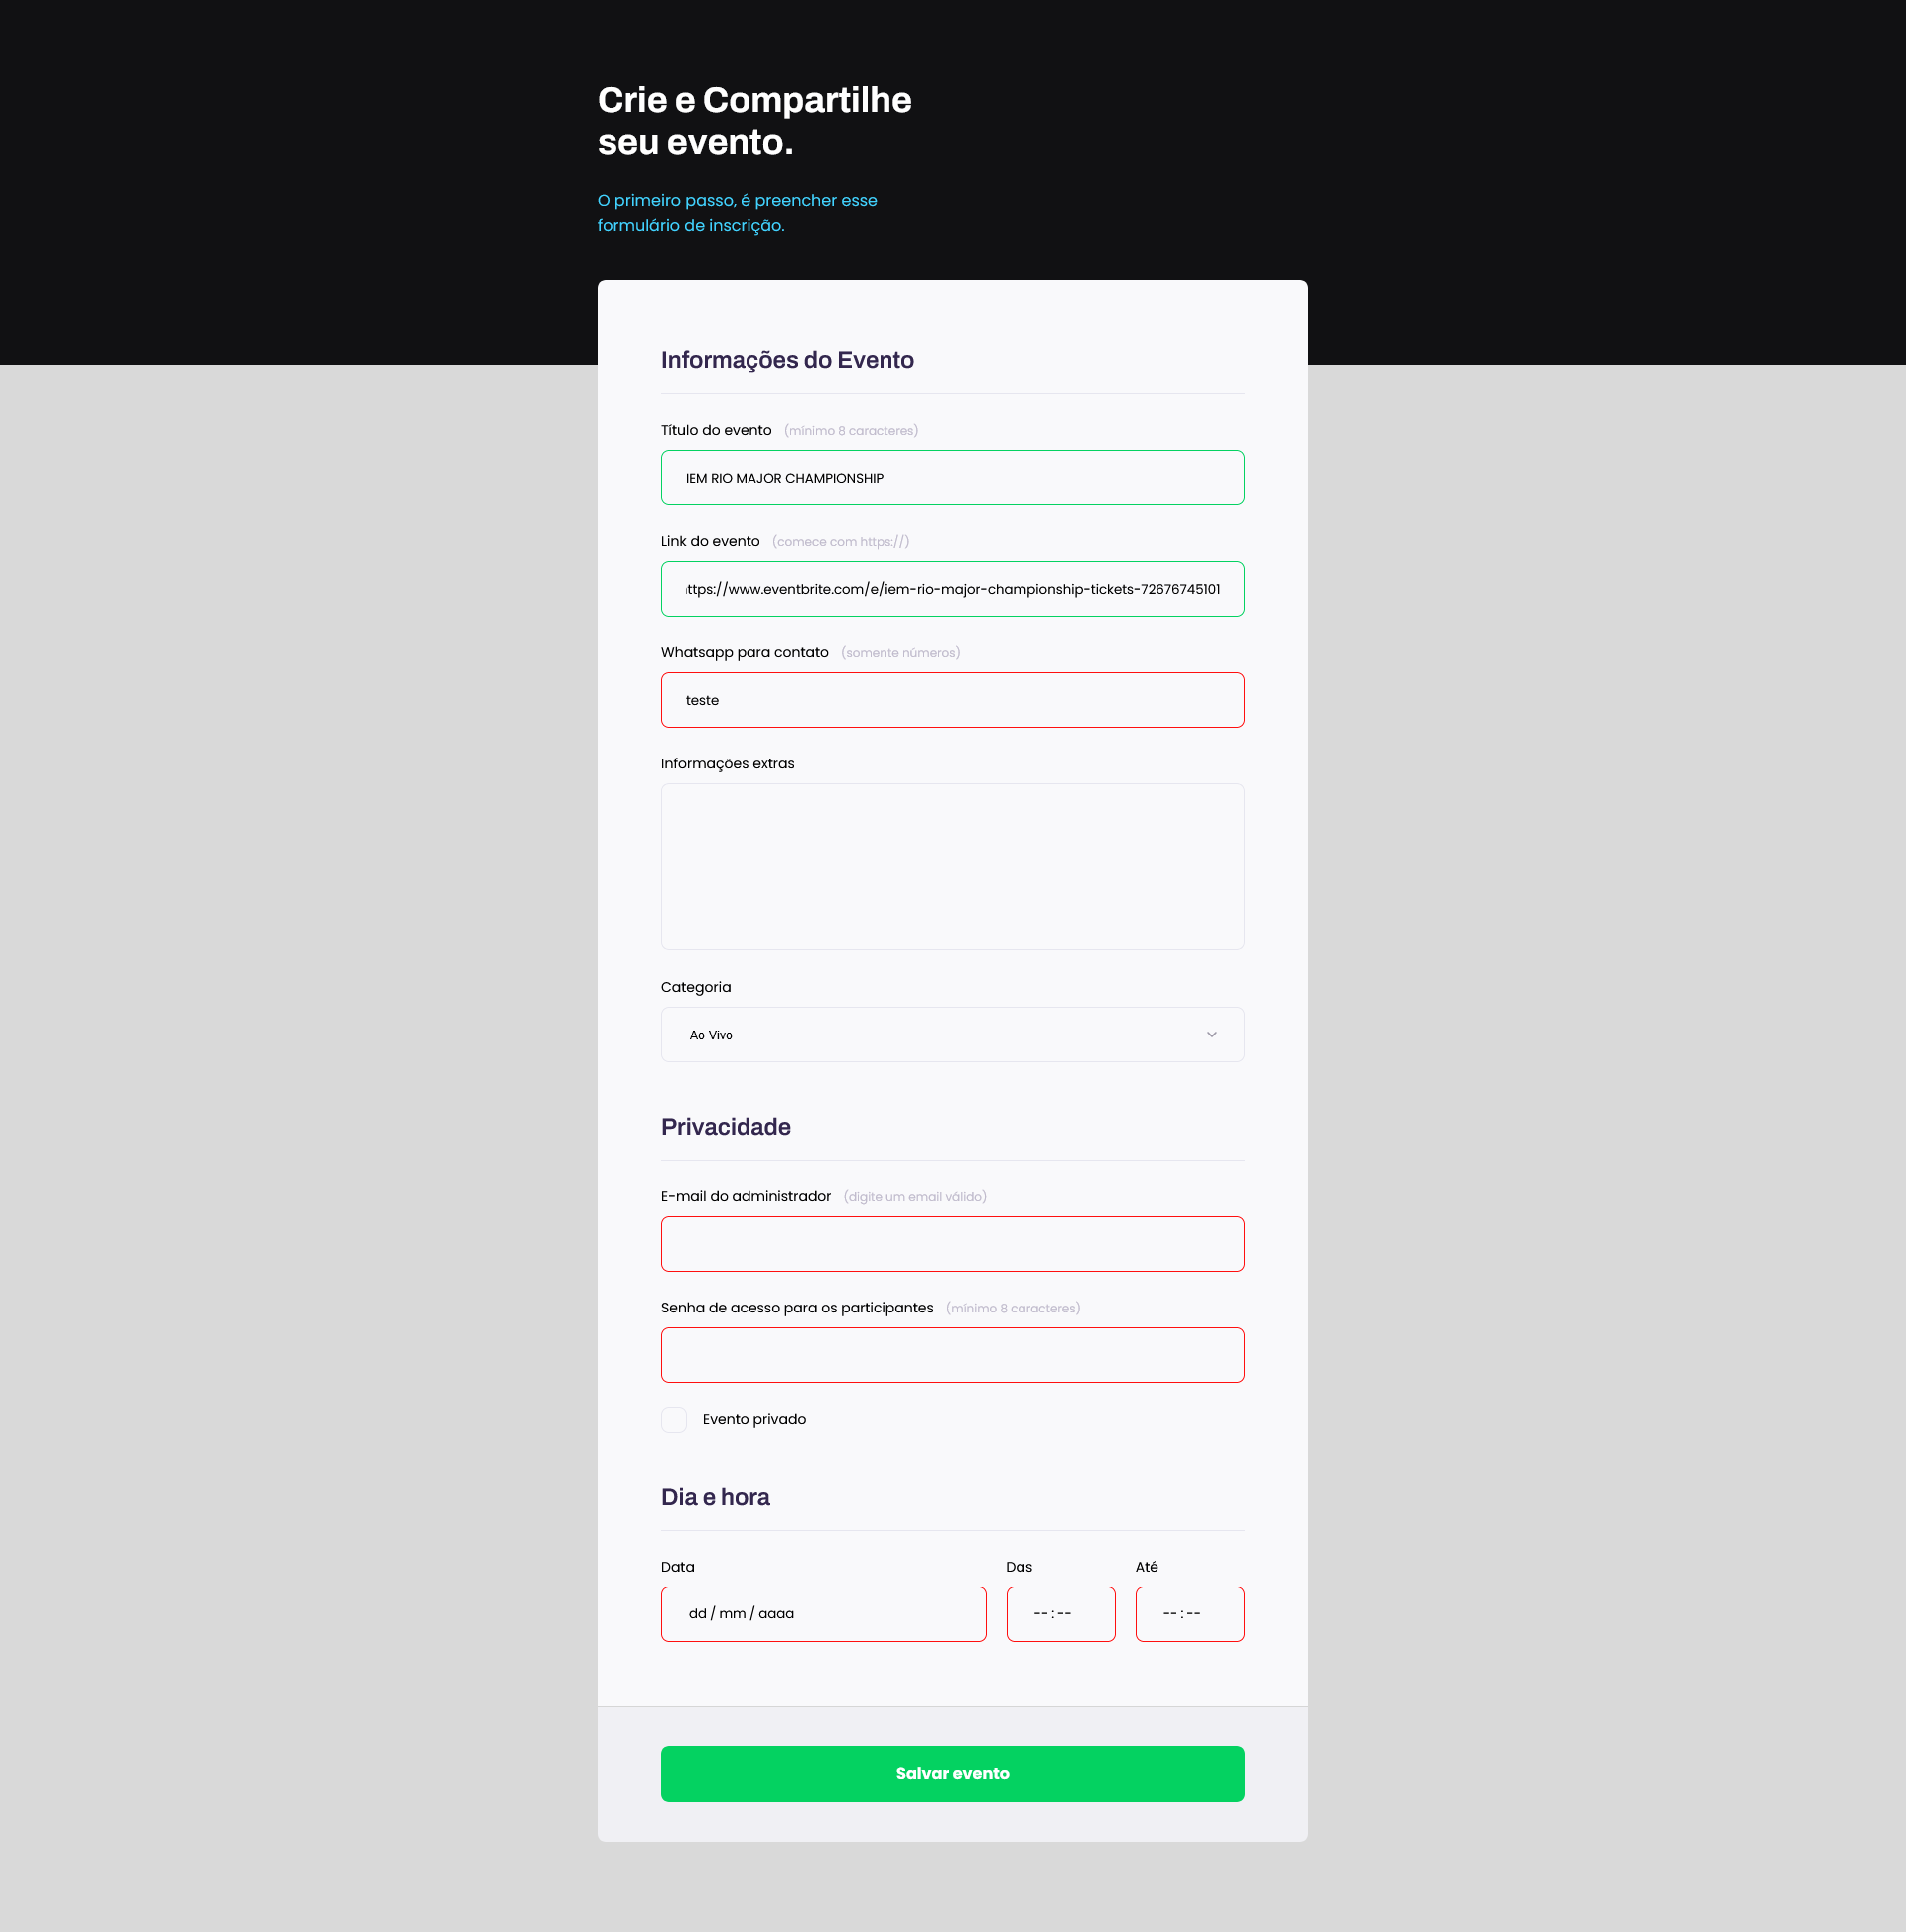 Crie e Compartilhe
seu evento.
O primeiro passo, é preencher esse
formulário de inscrição.
Informações do Evento
Título do evento (mínimo 8 caracteres)
IEM RIO MAJOR CHAMPIONSHIP
Link do evento (comece com https://)
ttps://www.eventbrite.com/e/iem-rio-major-championship-tickets-72676745101
Whatsapp para contato (somente números)
teste
Informações extras
Categoria
Ao Vivo
Privacidade
E-mail do administrador (digite um email válido)
Senha de acesso para os participantes (mínimo 8 caracteres)
Evento privado
Dia e hora
Data Das Até
dd / mm / aaaa -- : -- -- : --
Salvar evento